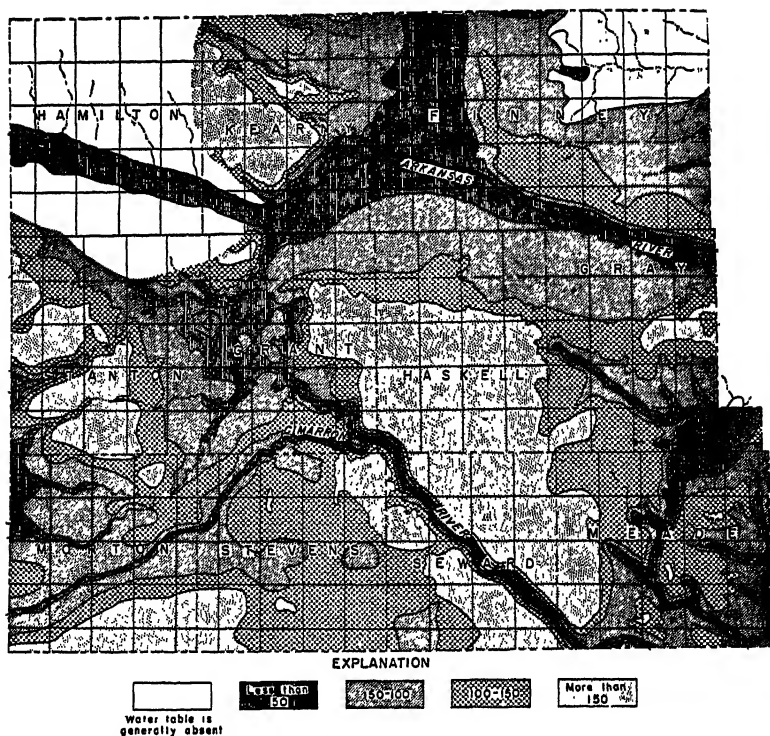 HAMILTON
KEARNY
FINNEY
ARKANSAS
RIVER
GRAY
GRANT
STANTON
HASKELL
CIMARRON
RIVER
MEADE
MORTON
STEVENS
SEWARD
EXPLANATION
Less than
50
50-100
100-150
More than
150
Water table is
generally absent